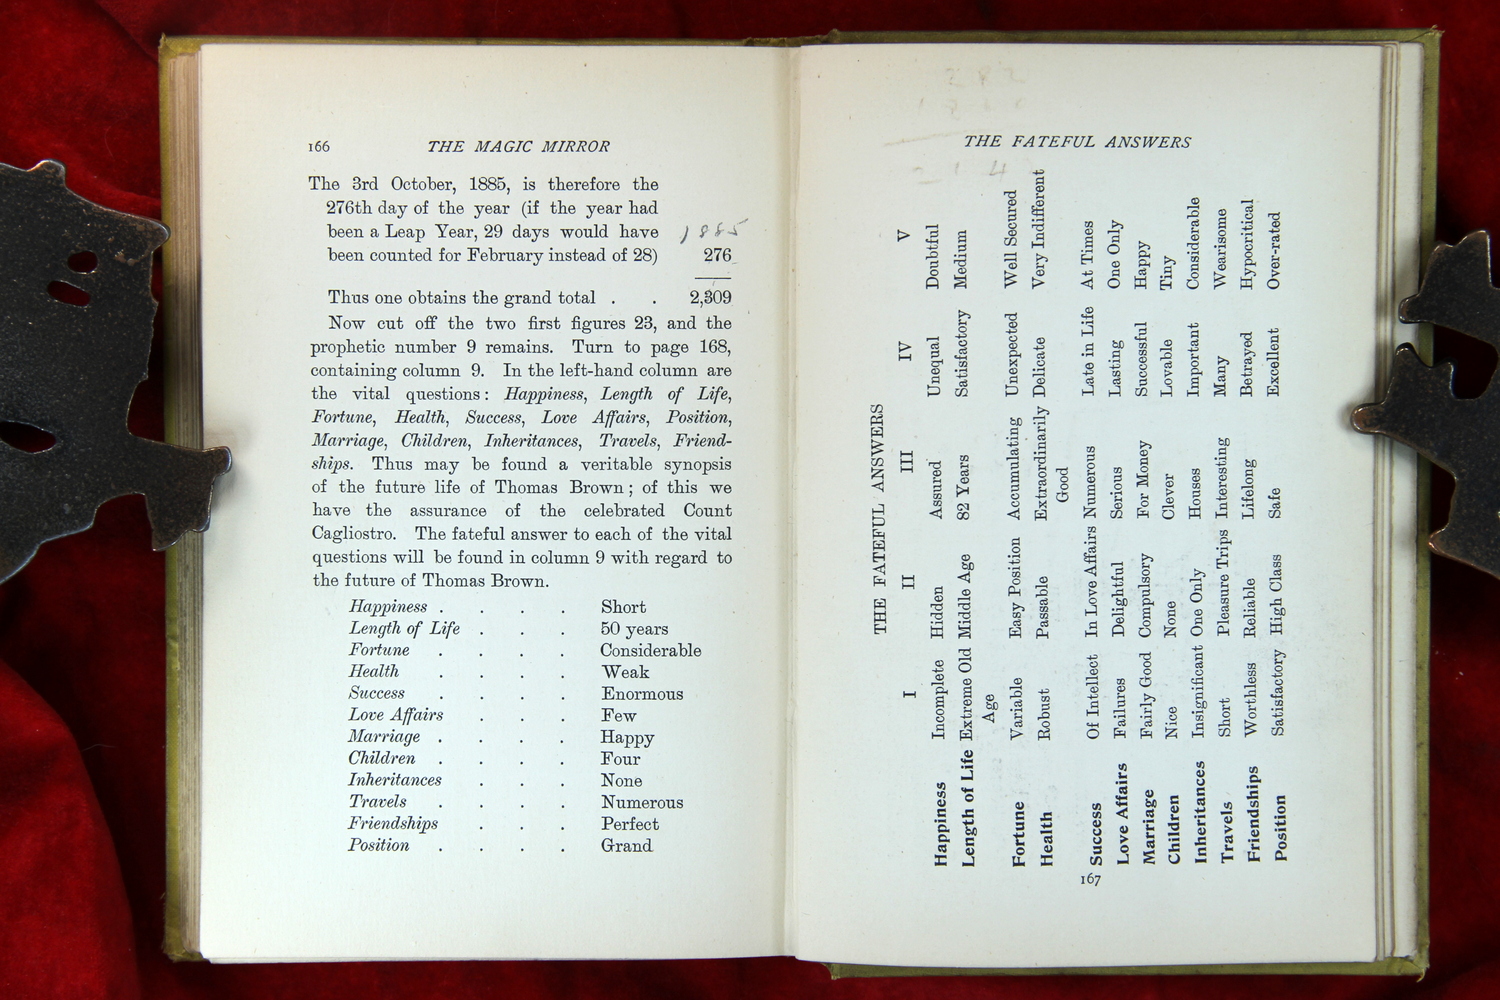 166 THE MAGIC MIRROR
The 3rd October, 1885, is therefore the
276th day of the year (if the year had
been a Leap Year, 29 days would have
1885
been counted for February instead of 28) 276
Thus one obtains the grand total . . 2,309
Now cut off the two first figures 23, and the
prophetic number 9 remains. Turn to page 168,
containing column 9. In the left-hand column are
the vital questions: Happiness, Length of Life,
Fortune, Health, Success, Love Affairs, Position,
Marriage, Children, Inheritances, Travels, Friend-
ships. Thus may be found a veritable synopsis
of the future life of Thomas Brown; of this we
have the assurance of the celebrated Count
Cagliostro. The fateful answer to each of the vital
questions will be found in column 9 with regard to
the future of Thomas Brown.
Happiness . . . . Short
Length of Life . . . 50 years
Fortune . . . . Considerable
Health . . . . Weak
Success . . . . Enormous
Love Affairs . . . Few
Marriage . . . . Happy
Children . . . . Four
Inheritances . . . None
Travels . . . . Numerous
Friendships . . . Perfect
Position . . . . Grand
THE FATEFUL ANSWERS
THE FATEFUL ANSWERS
I II III IV V
Happiness Incomplete Hidden Assured Unequal Doubtful
Length of Life Extreme Old Middle Age 82 Years Satisfactory Medium
Age
Fortune Variable Easy Position Accumulating Unexpected Well Secured
Health Robust Passable Extraordinarily Delicate Very Indifferent
Good
Success Of Intellect In Love Affairs Numerous Late in Life At Times
Love Affairs Failures Delightful Serious Lasting One Only
Marriage Fairly Good Compulsory For Money Successful Happy
Children Nice None Clever Lovable Tiny
Inheritances Insignificant One Only Houses Important Considerable
Travels Short Pleasure Trips Interesting Many Wearisome
Friendships Worthless Reliable Lifelong Betrayed Hypocritical
Position Satisfactory High Class Safe Excellent Over-rated
167